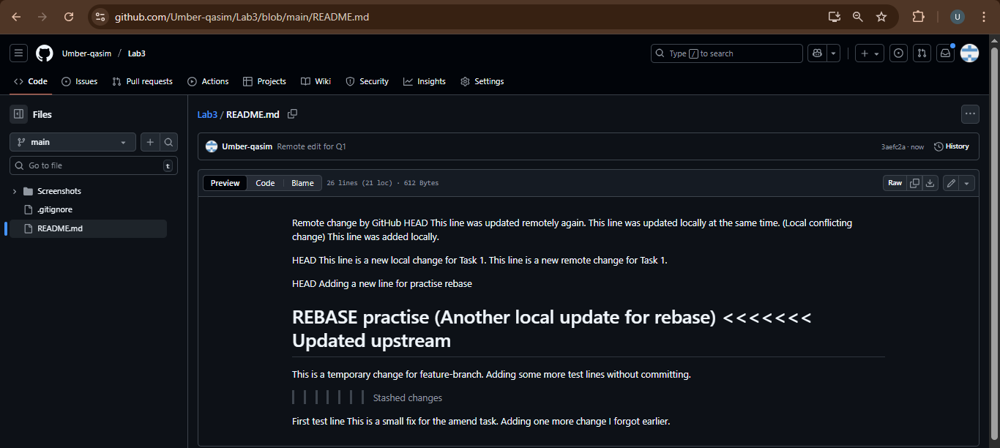 github.com/Umber-qasim/Lab3/blob/main/README.md
U
Umber-qasim / Lab3
Type / to search
Code Issues Pull requests Actions Projects Wiki Security Insights Settings
Files
Lab3 / README.md
main
Umber-qasim Remote edit for Q1
3aefc2a · now History
Go to file t
Preview Code Blame 26 lines (21 loc) · 612 Bytes Raw
Screenshots
.gitignore
README.md
Remote change by GitHub HEAD This line was updated remotely again. This line was updated locally at the same time. (Local conflicting
change) This line was added locally.
HEAD This line is a new local change for Task 1. This line is a new remote change for Task 1.
HEAD Adding a new line for practise rebase
REBASE practise (Another local update for rebase) <<<<<<<
Updated upstream
This is a temporary change for feature-branch. Adding some more test lines without committing.
Stashed changes
First test line This is a small fix for the amend task. Adding one more change I forgot earlier.